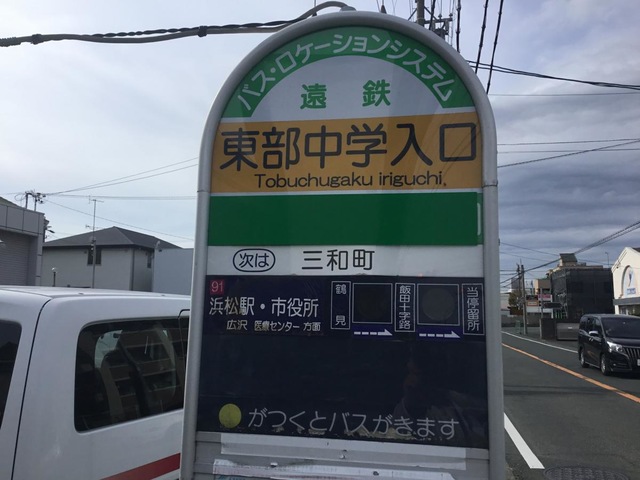 バス・ロケーションシステム
遠鉄
東部中学入口
Tobuchugaku iriguchi.
次は 三和町
91
浜松駅・市役所
広沢 医療センター 方面
鶴見
飯田十字路
当停留所
がつくとバスがきます